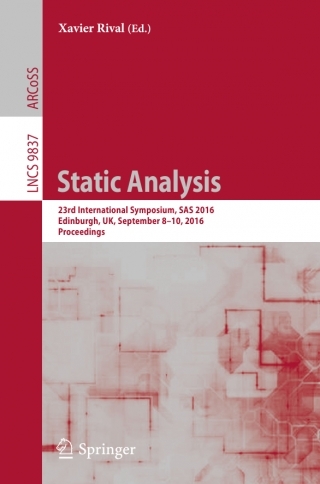 Xavier Rival (Ed.)
ARCoSS
LNCS 9837
Static Analysis
23rd International Symposium, SAS 2016
Edinburgh, UK, September 8–10, 2016
Proceedings
Springer